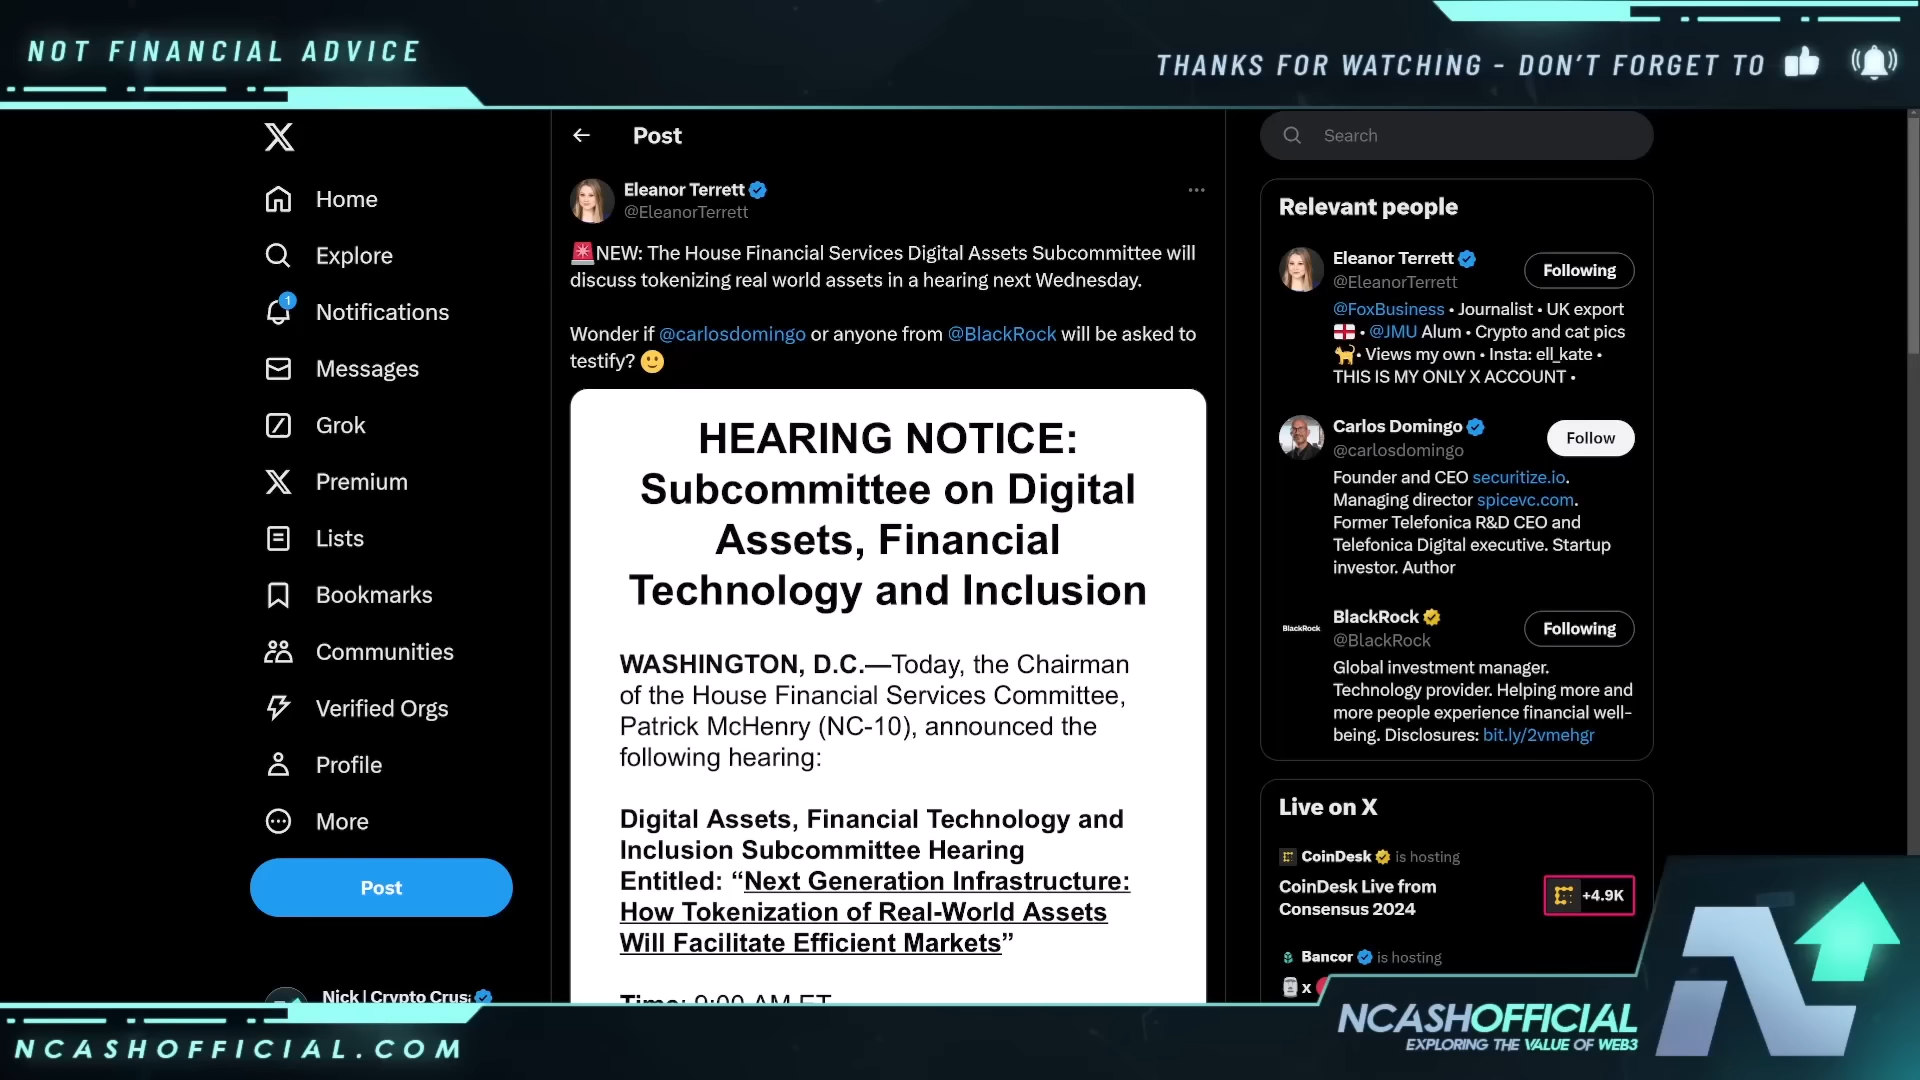 NOT FINANCIAL ADVICE
THANKS FOR WATCHING - DON'T FORGET TO
Home
Explore
1
Notifications
Messages
Grok
Premium
Lists
Bookmarks
Communities
Verified Orgs
Profile
More
Post
Nick | Crypto Crus
Post
Eleanor Terrett
@EleanorTerrett
🚨NEW: The House Financial Services Digital Assets Subcommittee will
discuss tokenizing real world assets in a hearing next Wednesday.
Wonder if @carlosdomingo or anyone from @BlackRock will be asked to
testify? 🙂
HEARING NOTICE:
Subcommittee on Digital
Assets, Financial
Technology and Inclusion
WASHINGTON, D.C.—Today, the Chairman
of the House Financial Services Committee,
Patrick McHenry (NC-10), announced the
following hearing:
Digital Assets, Financial Technology and
Inclusion Subcommittee Hearing
Entitled: “Next Generation Infrastructure:
How Tokenization of Real-World Assets
Will Facilitate Efficient Markets”
Time: 9:00 AM ET
Search
Relevant people
Eleanor Terrett
Following
@EleanorTerrett
@FoxBusiness • Journalist • UK export
🏴󠁧󠁢󠁥󠁮󠁧󠁿 • @JMU Alum • Crypto and cat pics
🐈• Views my own • Insta: ell_kate •
THIS IS MY ONLY X ACCOUNT •
Carlos Domingo
Follow
@carlosdomingo
Founder and CEO securitize.io.
Managing director spicevc.com.
Former Telefonica R&D CEO and
Telefonica Digital executive. Startup
investor. Author
BlackRock
BlackRock
Following
@BlackRock
Global investment manager.
Technology provider. Helping more and
more people experience financial well-
being. Disclosures: bit.ly/2vmehgr
Live on X
CoinDesk is hosting
CoinDesk Live from
Consensus 2024
+4.9K
Bancor is hosting
x
NCASHOFFICIAL.COM
NCASHOFFICIAL
EXPLORING THE VALUE OF WEB3